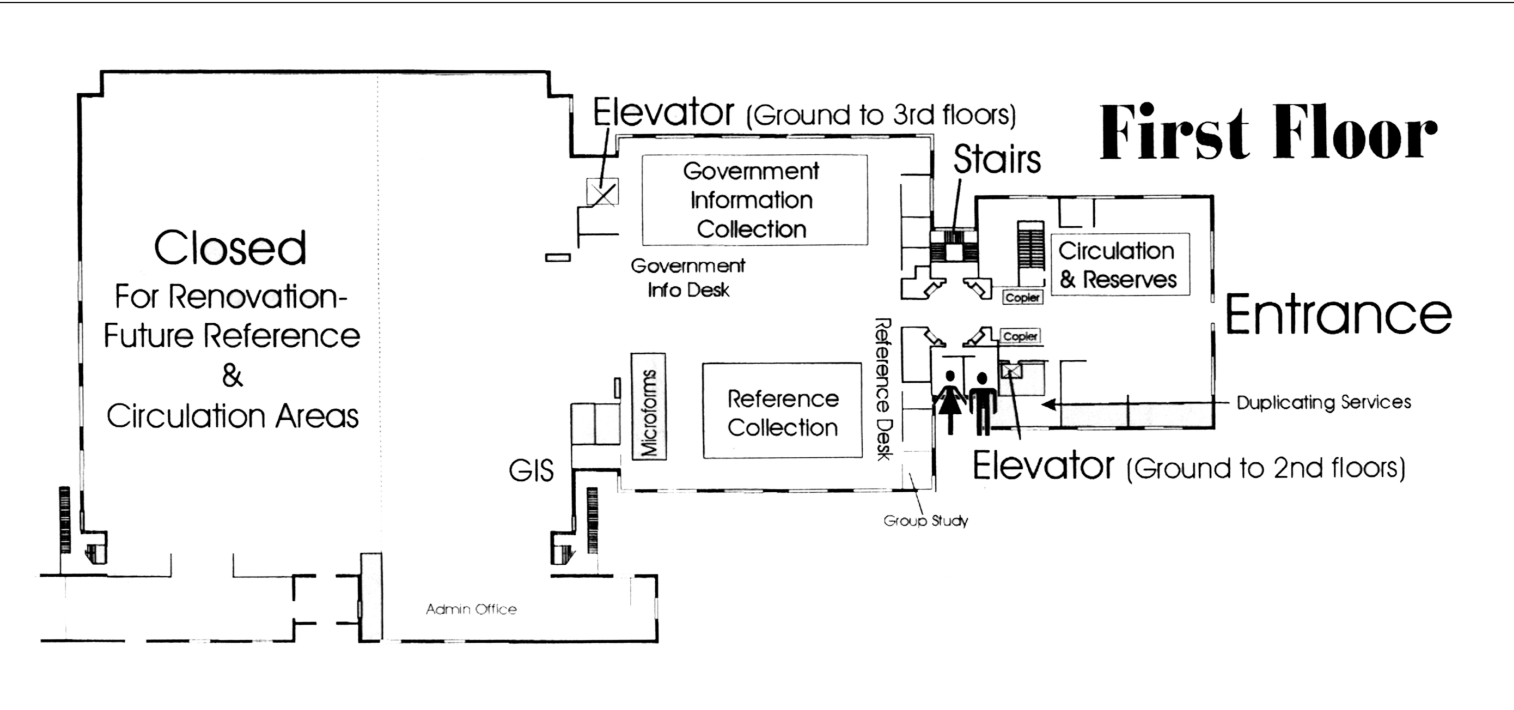 First Floor
Elevator (Ground to 3rd floors)
Stairs
Government
Information
Collection
Government
Info Desk
Circulation
& Reserves
Copier
Copier
Entrance
Closed
For Renovation-
Future Reference
&
Circulation Areas
Microforms
Reference
Collection
Reference Desk
Duplicating Services
Elevator (Ground to 2nd floors)
GIS
Group Study
Admin Office